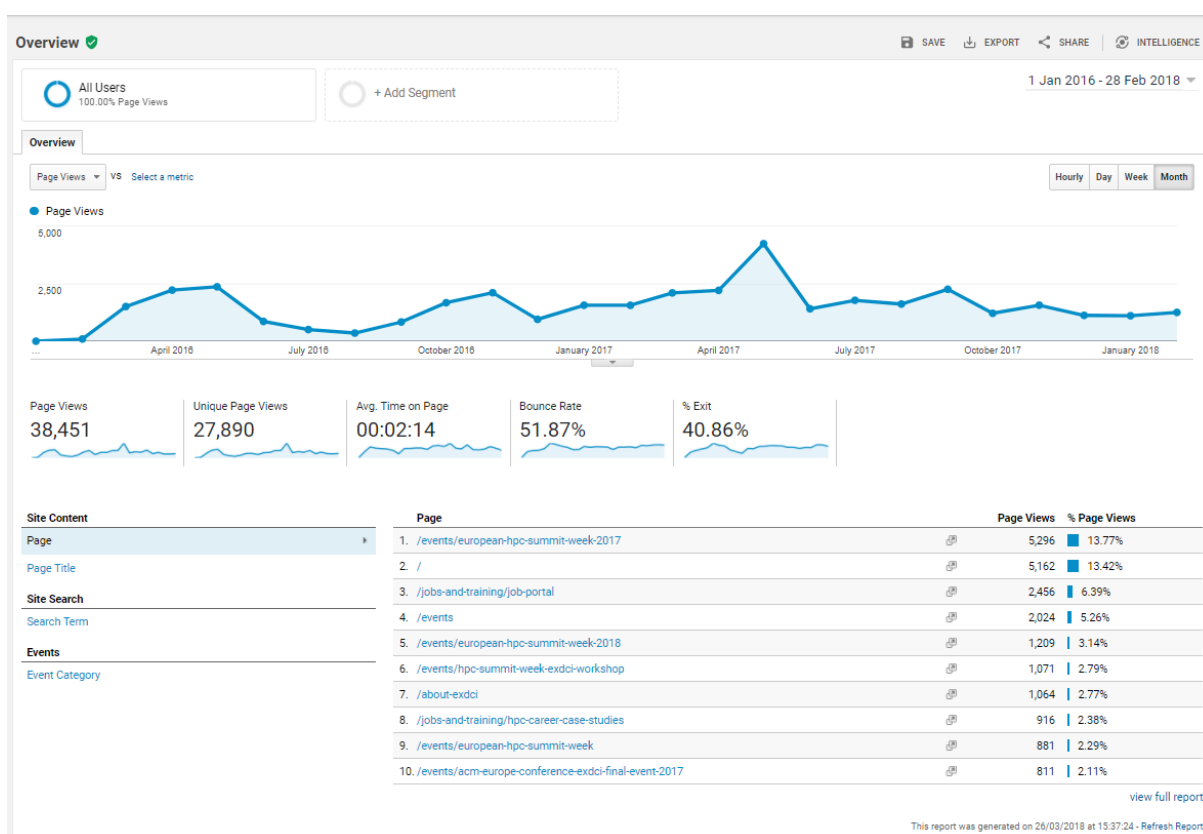 Overview
SAVE EXPORT SHARE INTELLIGENCE
All Users
100.00% Page Views
+ Add Segment
1 Jan 2016 - 28 Feb 2018
Overview
Page Views VS Select a metric
Hourly Day Week Month
Page Views
5,000
2,500
... April 2016 July 2016 October 2016 January 2017 April 2017 July 2017 October 2017 January 2018
Page Views Unique Page Views Avg. Time on Page Bounce Rate % Exit
38,451 27,890 00:02:14 51.87% 40.86%
Site Content
Page
Page Title
Site Search
Search Term
Events
Event Category
Page Page Views % Page Views
1. /events/european-hpc-summit-week-2017 5,296 13.77%
2. / 5,162 13.42%
3. /jobs-and-training/job-portal 2,456 6.39%
4. /events 2,024 5.26%
5. /events/european-hpc-summit-week-2018 1,209 3.14%
6. /events/hpc-summit-week-exdci-workshop 1,071 2.79%
7. /about-exdci 1,064 2.77%
8. /jobs-and-training/hpc-career-case-studies 916 2.38%
9. /events/european-hpc-summit-week 881 2.29%
10. /events/acm-europe-conference-exdci-final-event-2017 811 2.11%
view full report
This report was generated on 26/03/2018 at 15:37:24 - Refresh Report